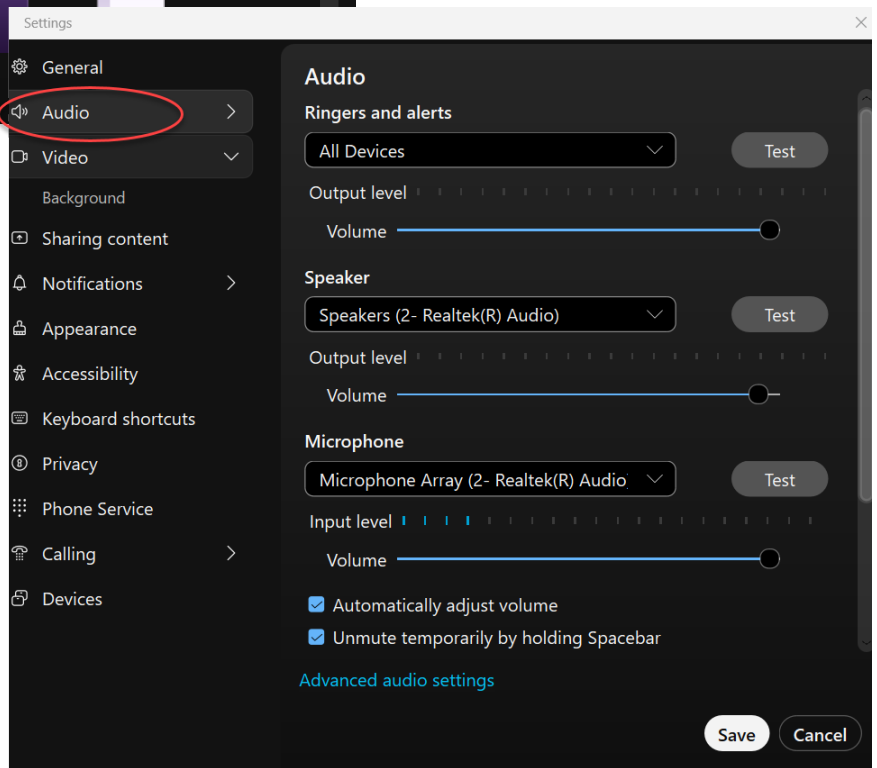 Settings
General
Audio
Video
Background
Sharing content
Notifications
Appearance
Accessibility
Keyboard shortcuts
Privacy
Phone Service
Calling
Devices
Audio
Ringers and alerts
All Devices
Test
Output level
Volume
Speaker
Speakers (2- Realtek(R) Audio)
Test
Output level
Volume
Microphone
Microphone Array (2- Realtek(R) Audio
Test
Input level
Volume
Automatically adjust volume
Unmute temporarily by holding Spacebar
Advanced audio settings
Save Cancel